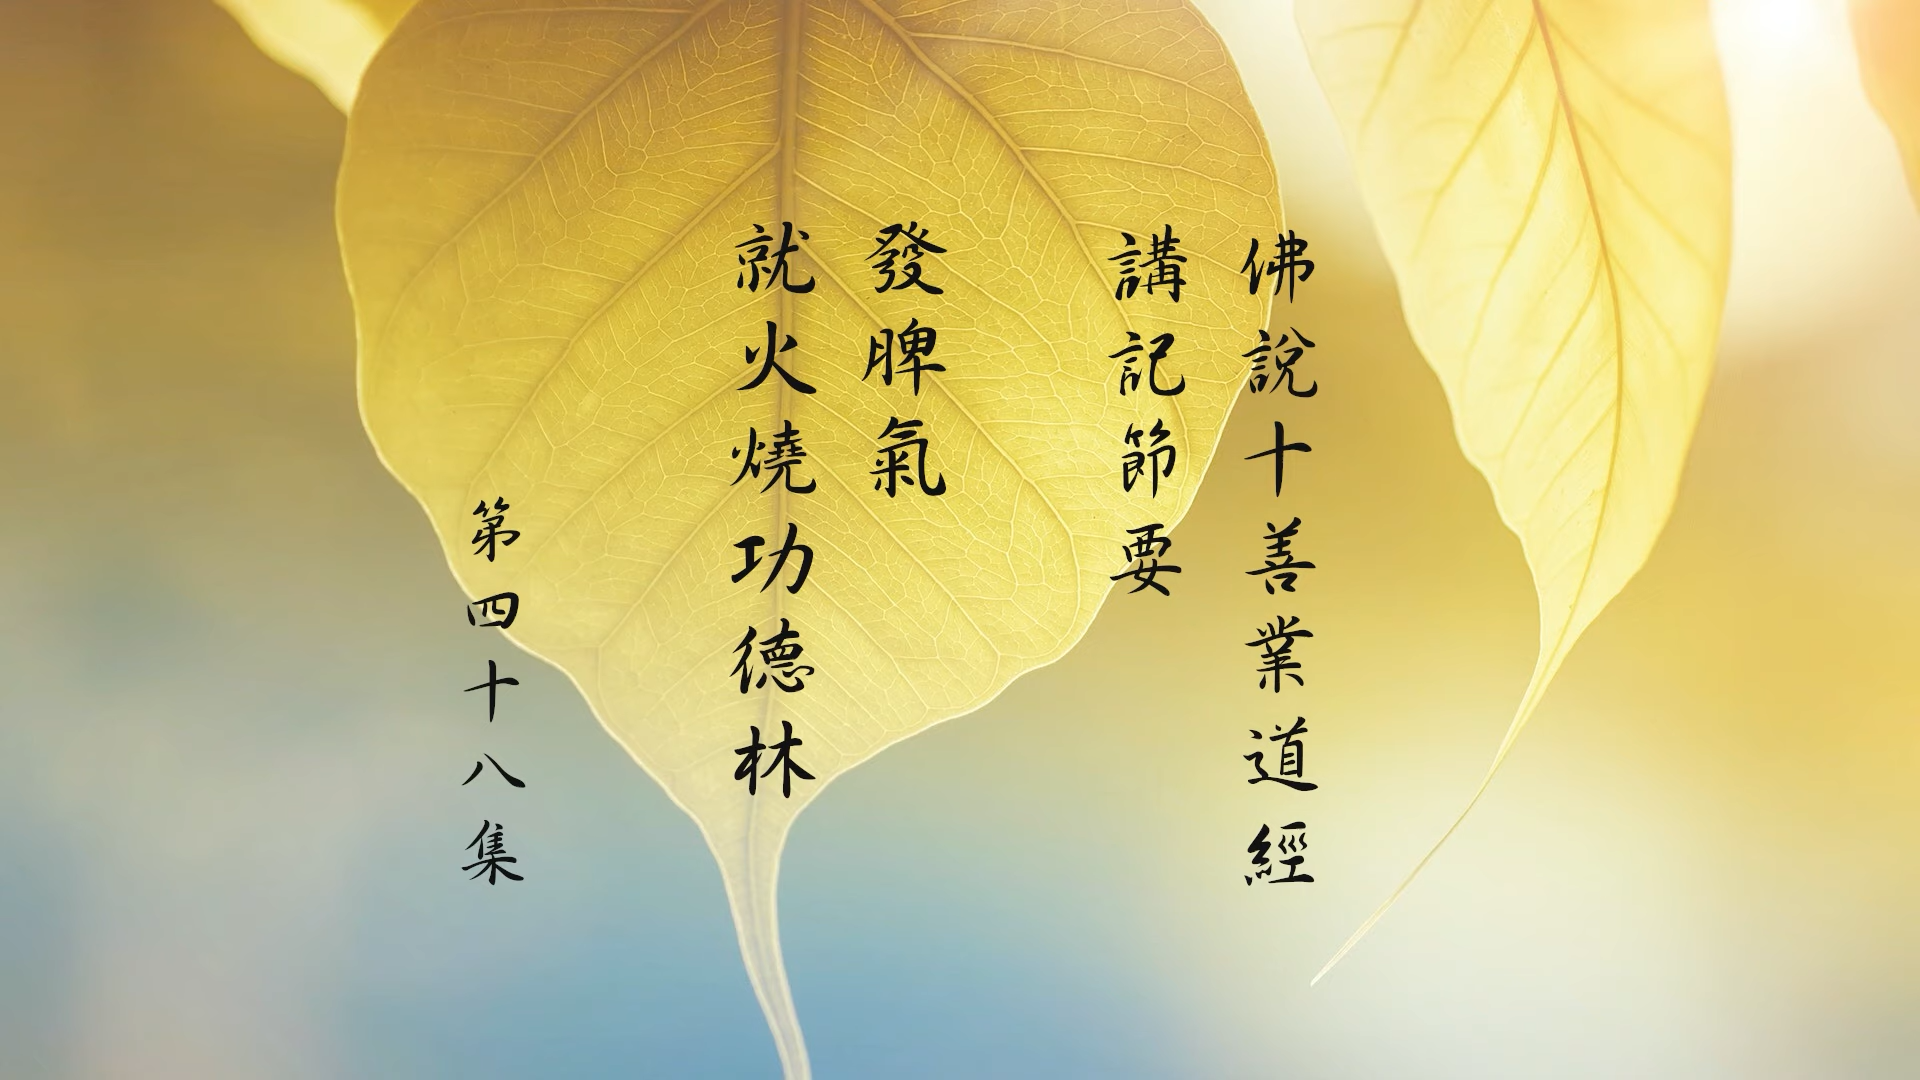 佛說十善業道經
講記節要
發脾氣
就火燒功德林
第四十八集